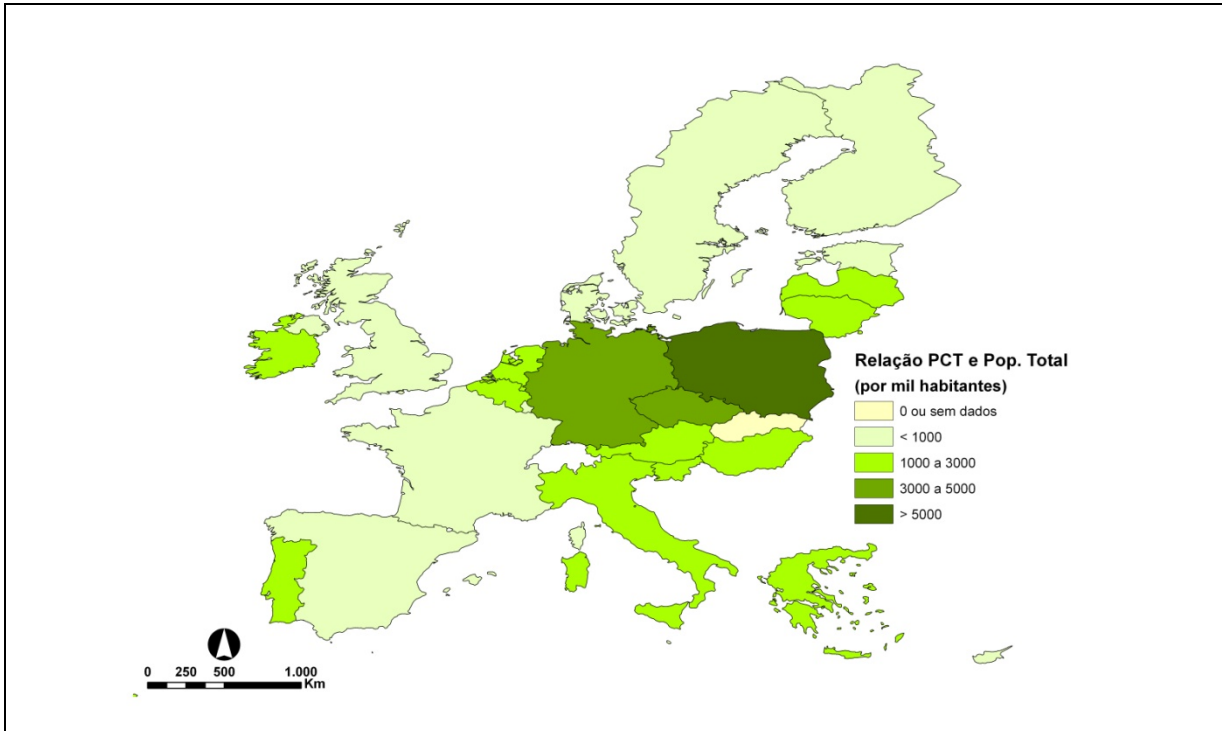 Relação PCT e Pop. Total
(por mil habitantes)
0 ou sem dados
< 1000
1000 a 3000
3000 a 5000
> 5000
0 250 500 1.000
Km